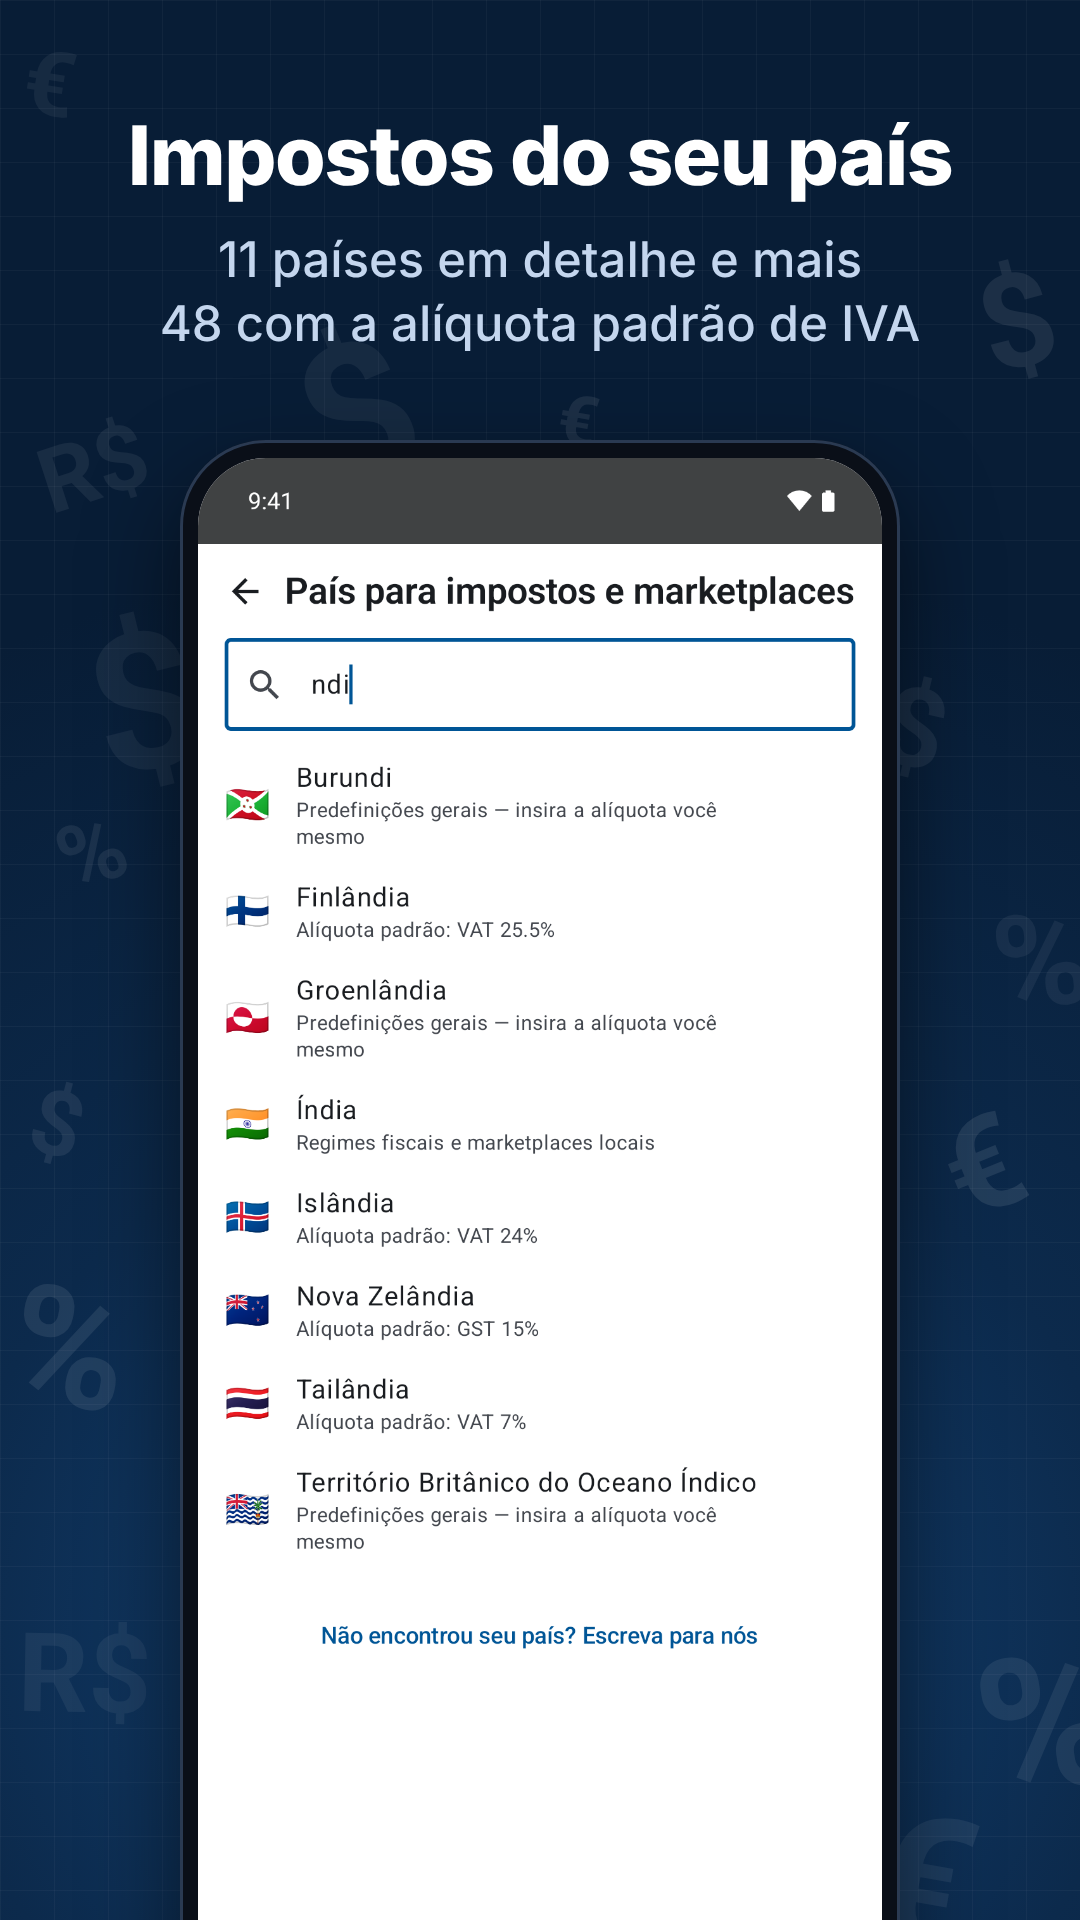 Impostos do seu país
11 países em detalhe e mais
48 com a alíquota padrão de IVA
9:41
País para impostos e marketplaces
ndi
Burundi
Predefinições gerais — insira a alíquota você
mesmo
Finlândia
Alíquota padrão: VAT 25.5%
Groenlândia
Predefinições gerais — insira a alíquota você
mesmo
Índia
Regimes fiscais e marketplaces locais
Islândia
Alíquota padrão: VAT 24%
Nova Zelândia
Alíquota padrão: GST 15%
Tailândia
Alíquota padrão: VAT 7%
Território Britânico do Oceano Índico
Predefinições gerais — insira a alíquota você
mesmo
Não encontrou seu país? Escreva para nós